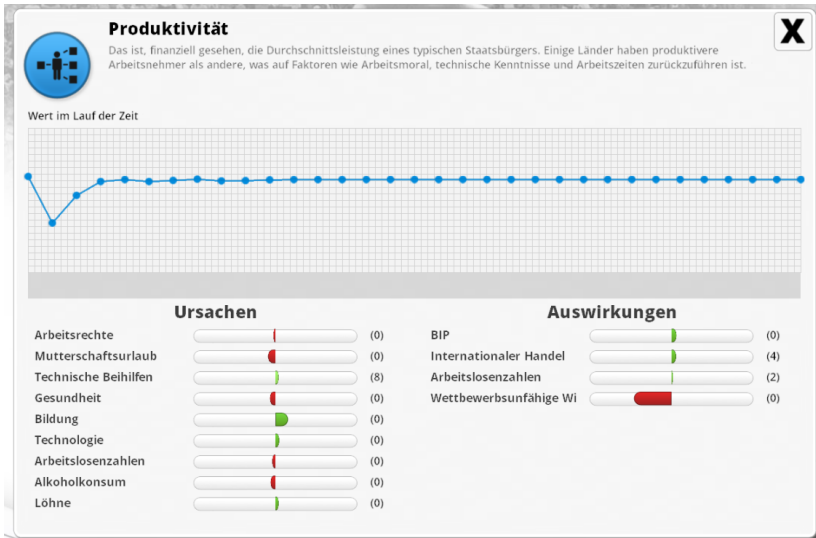 Produktivität
X
Das ist, finanziell gesehen, die Durchschnittsleistung eines typischen Staatsbürgers. Einige Länder haben produktivere
Arbeitsnehmer als andere, was auf Faktoren wie Arbeitsmoral, technische Kenntnisse und Arbeitszeiten zurückzuführen ist.
Wert im Lauf der Zeit
Ursachen
Arbeitsrechte (0)
Mutterschaftsurlaub (0)
Technische Beihilfen (8)
Gesundheit (0)
Bildung (0)
Technologie (0)
Arbeitslosenzahlen (0)
Alkoholkonsum (0)
Löhne (0)
Auswirkungen
BIP (0)
Internationaler Handel (4)
Arbeitslosenzahlen (2)
Wettbewerbsunfähige Wi (0)